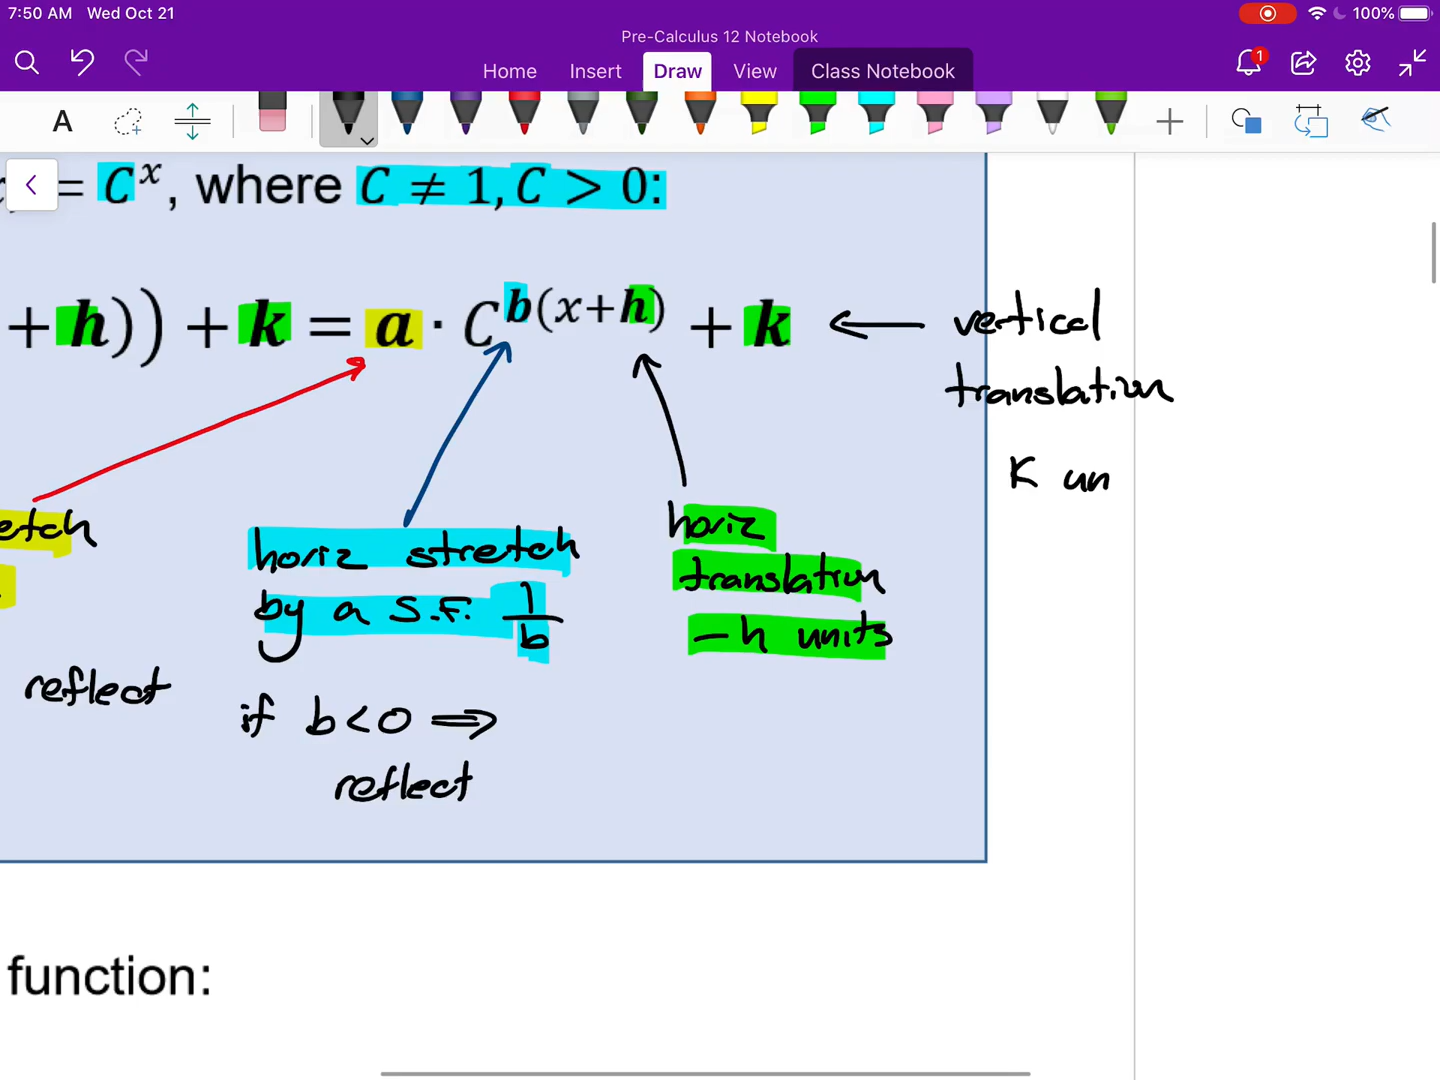 7:50 AM Wed Oct 21
100%
Pre-Calculus 12 Notebook
Home Insert Draw View Class Notebook
1
A
= C^x, where C ≠ 1, C > 0:
+ h)) + k = a · C^{b(x+h)} + k ← vertical
translation
K un
etch
horiz stretch
by a S.F. 1/b
horiz
translation
-h units
reflect
if b<0 ⟹
reflect
function: